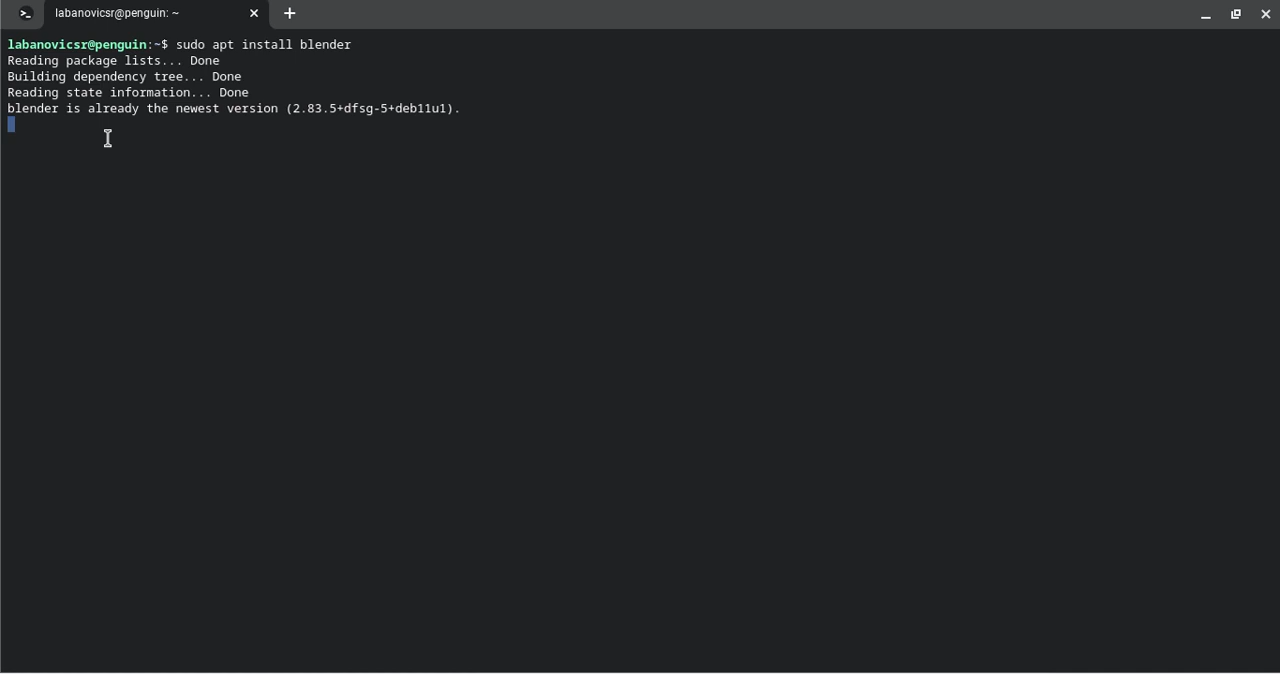 labanovicsr@penguin: ~
labanovicsr@penguin:~$ sudo apt install blender
Reading package lists... Done
Building dependency tree... Done
Reading state information... Done
blender is already the newest version (2.83.5+dfsg-5+deb11u1).